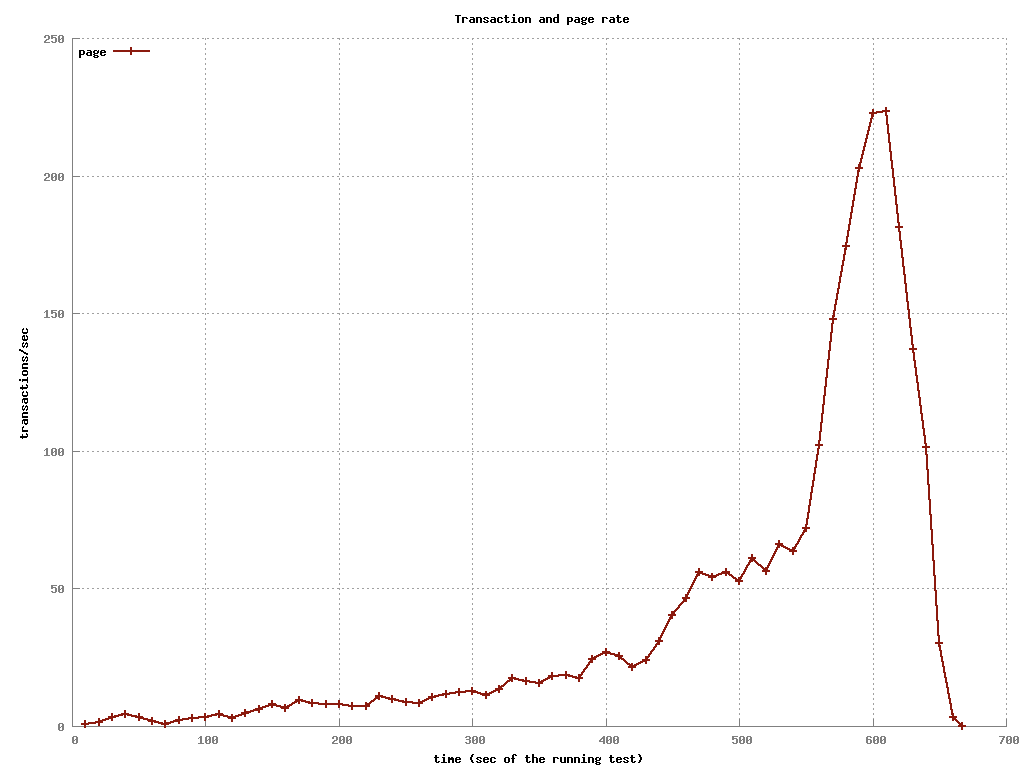 Transaction and page rate
250
page
200
150
transactions/sec
100
50
0
0 100 200 300 400 500 600 700
time (sec of the running test)